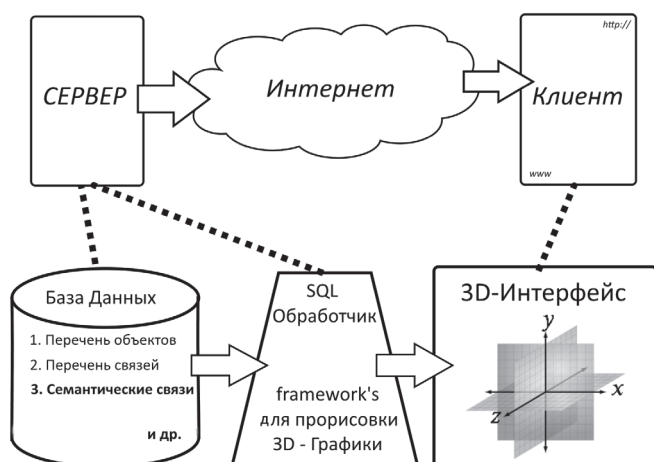 СЕРВЕР
Интернет
http://
Клиент
www
База Данных
1. Перечень объектов
2. Перечень связей
3. Семантические связи
и др.
SQL
Обработчик
framework's
для прорисовки
3D - Графики
3D-Интерфейс
y
x
z